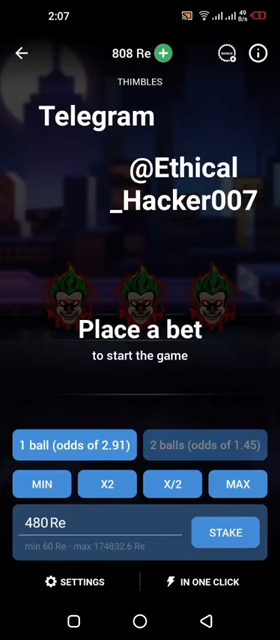 2:07
49
808 Re
BONUS
THIMBLES
Telegram
@Ethical
_Hacker007
Place a bet
to start the game
1 ball (odds of 2.91) 2 balls (odds of 1.45)
MIN X2 X/2 MAX
480 Re
STAKE
min 60 Re - max 174832.6 Re
SETTINGS IN ONE CLICK